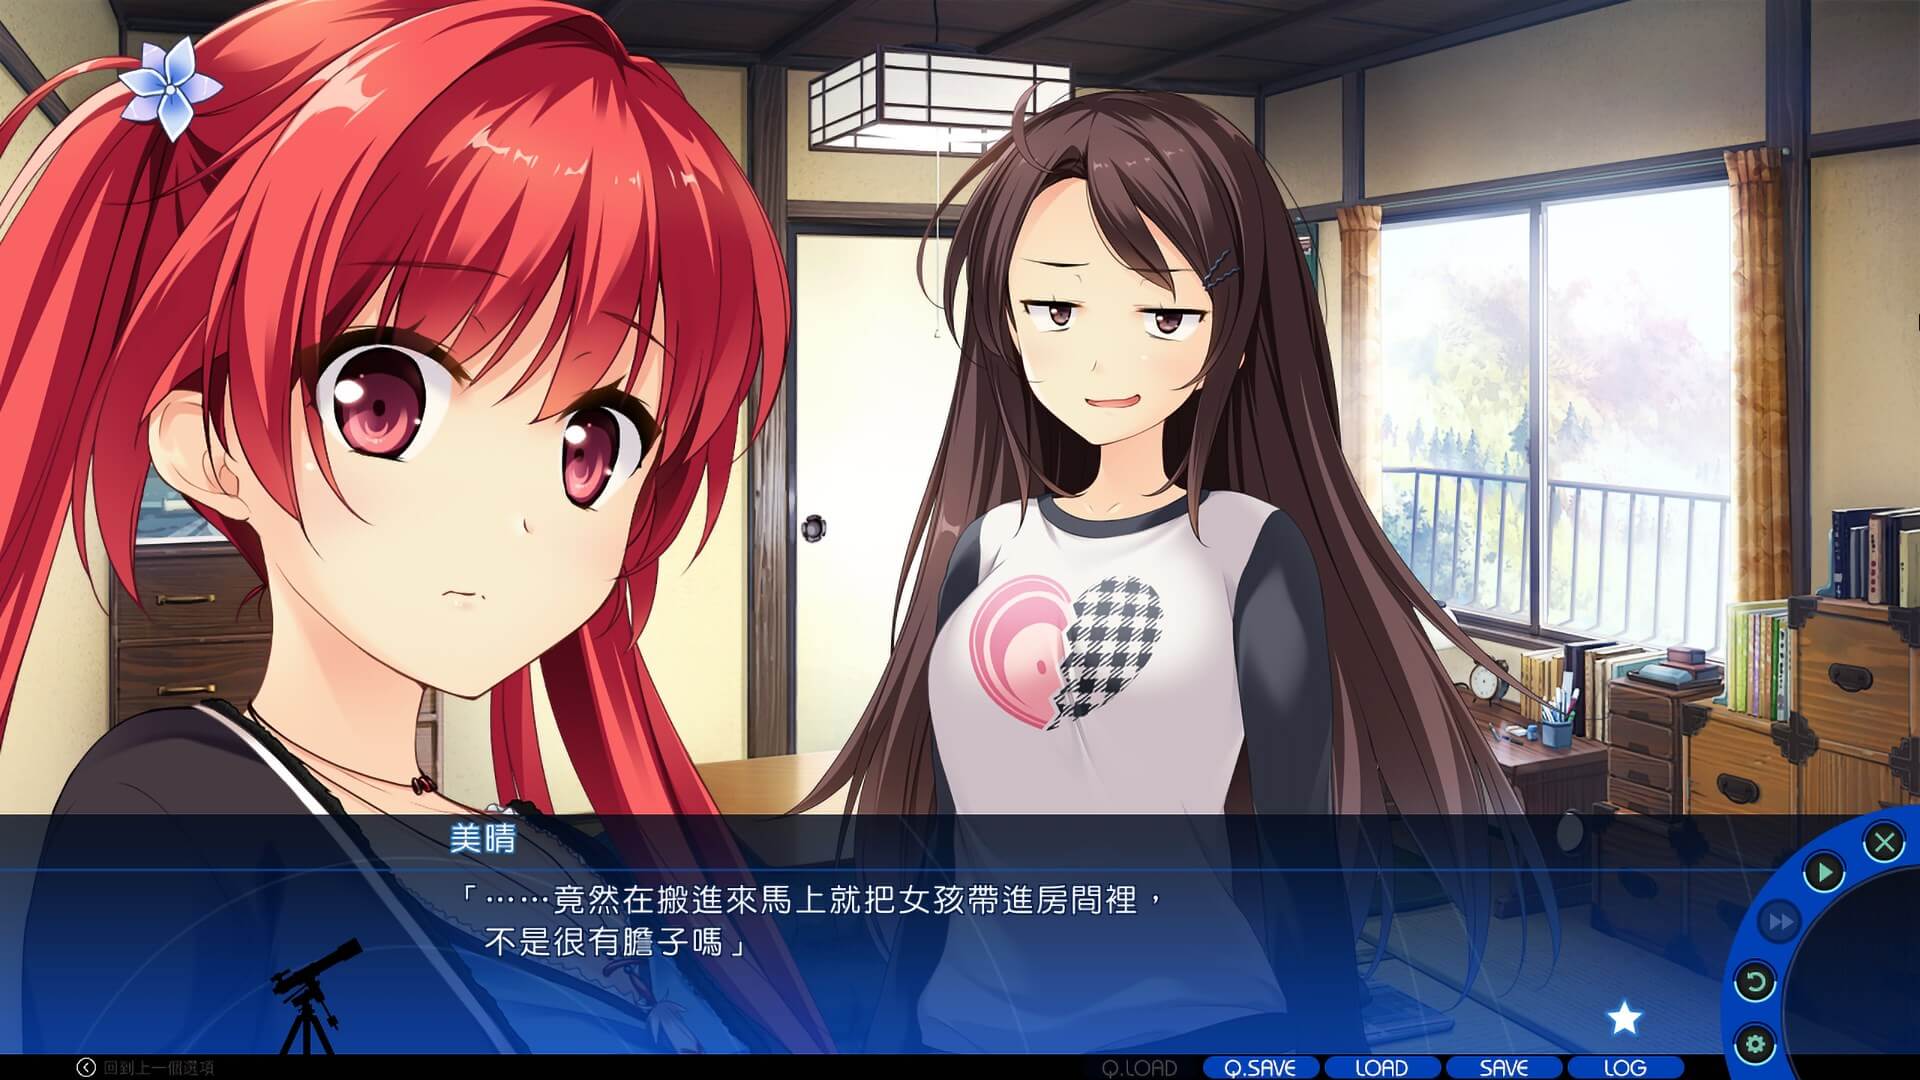 美晴
「……竟然在搬進來馬上就把女孩帶進房間裡，
不是很有膽子嗎」
回到上一個選項
Q.LOAD
Q.SAVE
LOAD
SAVE
LOG